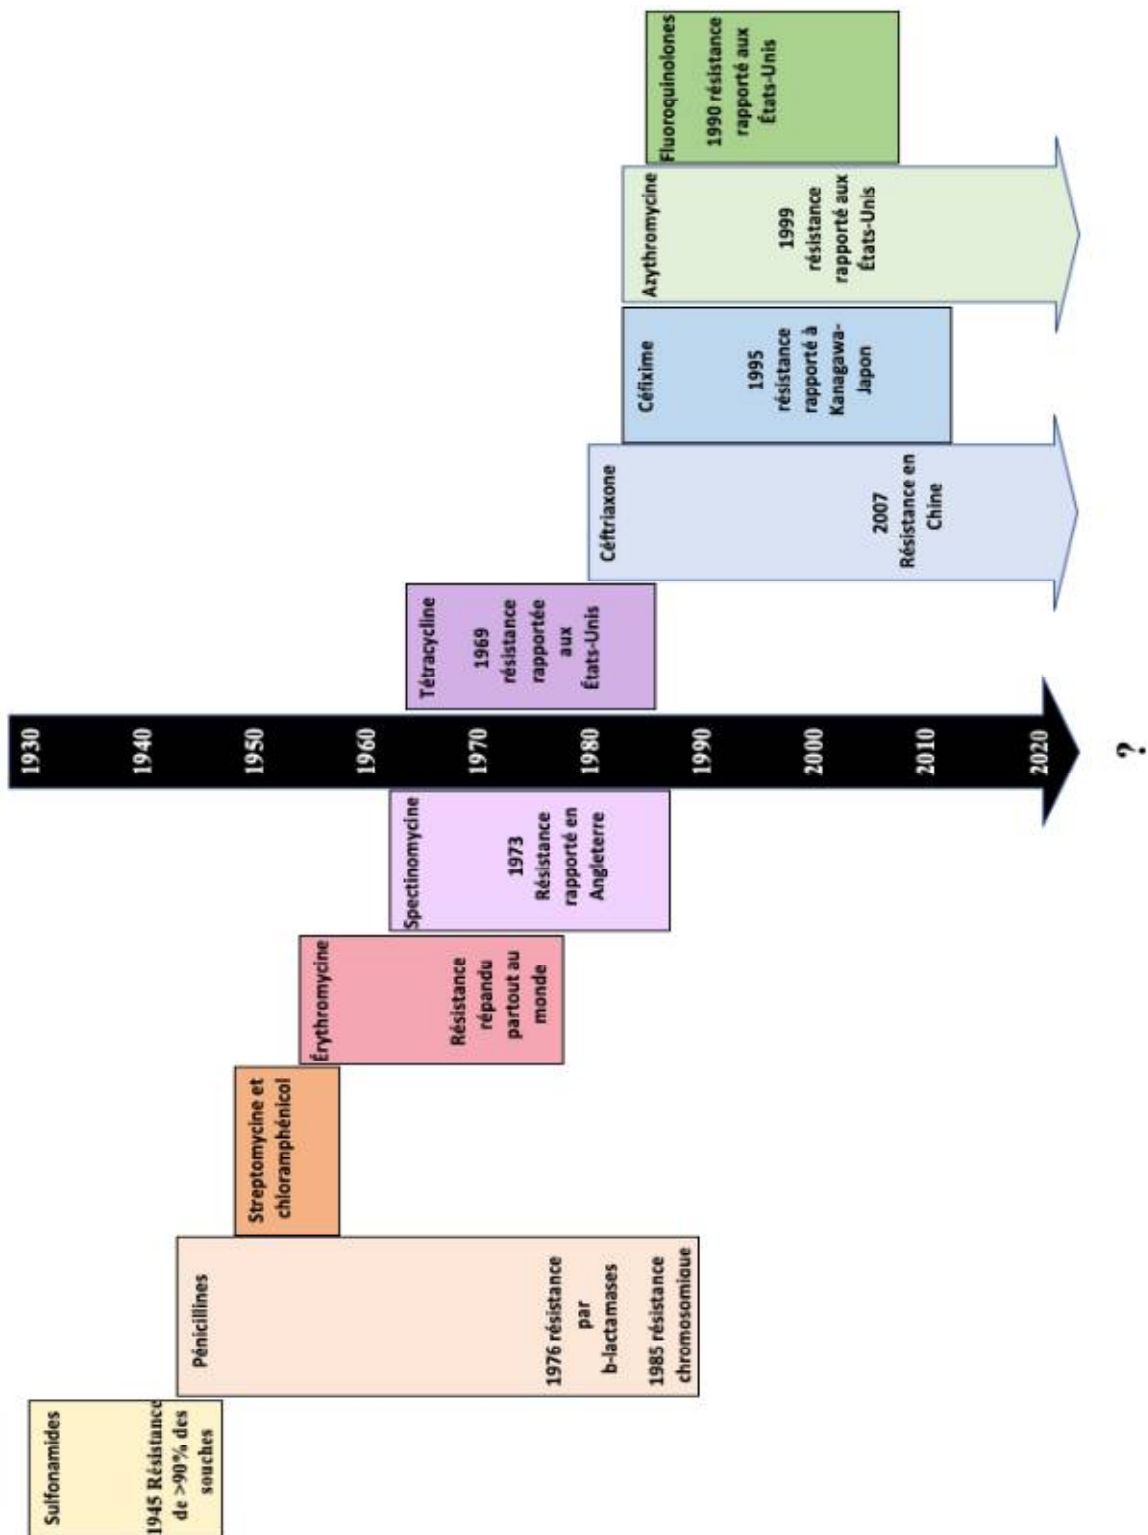 Sulfonamides
1945 Résistance
de >90% des
souches
Pénicillines
1976 résistance
par
b-lactamases
1985 résistance
chromosomique
Streptomycine et
chloramphénicol
Érythromycine
Résistance
répandu
partout au
monde
Spectinomycine
1973
Résistance
rapporté en
Angleterre
1930
1940
1950
1960
1970
1980
1990
2000
2010
2020
?
Tétracycline
1969
résistance
rapportée
aux
États-Unis
Céftriaxone
2007
Résistance en
Chine
Céfixime
1995
résistance
rapporté à
Kanagawa-
Japon
Azythromycine
1999
résistance
rapporté aux
États-Unis
Fluoroquinolones
1990 résistance
rapporté aux
États-Unis